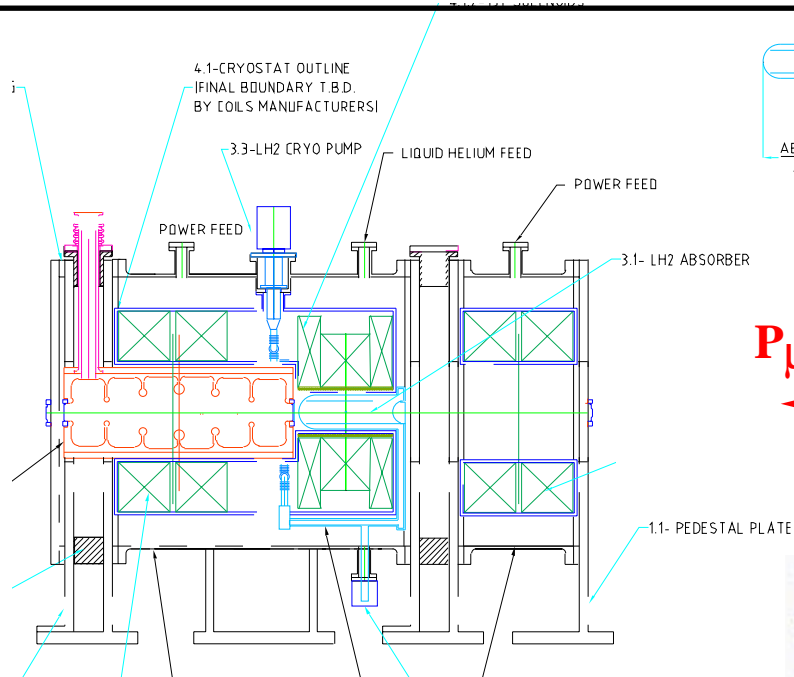 4.1-CRYOSTAT OUTLINE
(FINAL BOUNDARY T.B.D.
BY COILS MANUFACTURERS)
3.3-LH2 CRYO PUMP
LIQUID HELIUM FEED
POWER FEED
POWER FEED
3.1- LH2 ABSORBER
Pμ
1.1- PEDESTAL PLATE